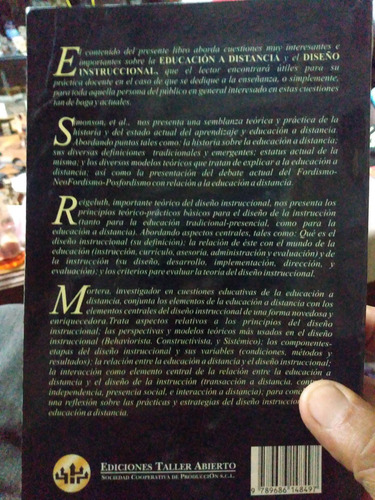 El contenido del presente libro aborda cuestiones muy interesantes e
importantes sobre la EDUCACIÓN A DISTANCIA y el DISEÑO
INSTRUCCIONAL, que el lector encontrará útiles para su
práctica docente en el caso de que se dedique a la enseñanza, o simplemente,
para toda aquella persona del público en general interesado en estas cuestiones
tan de boga y actuales.
Simonson, et al., nos presenta una semblanza teórica y práctica de la
historia y del estado actual del aprendizaje y educación a distancia.
Abordando puntos tales como: la historia sobre la educación a distancia;
sus diversas definiciones tradicionales y emergentes; estatus actual de la
misma; y los diversos modelos teóricos que tratan de explicar a la educación a
distancia; así como la presentación del debate actual del Fordismo-
NeoFordismo-Posfordismo con relación a la educación a distancia.
Reigeluth, importante teórico del diseño instruccional, nos presenta los
principios teórico-prácticos básicos para el diseño de la instrucción
(tanto para la educación tradicional-presencial, como para la
educación a distancia). Abordando aspectos centrales, tales como: Qué es el
diseño instruccional (su definición); la relación de éste con el mundo de la
educación (instrucción, currículo, asesoría, administración y evaluación) y de
la instrucción (su diseño, desarrollo, implementación, dirección, y
evaluación); y los criterios para evaluar la teoría del diseño instruccional.
Mortera, investigador en cuestiones educativas de la educación a
distancia, conjunta los elementos de la educación a distancia con los
elementos centrales del diseño instruccional de una forma novedosa y
enriquecedora. Trata aspectos relativos a los principios del diseño
instruccional; las perspectivas y modelos teóricos más usados en el diseño
instruccional (Behaviorista, Constructivista, y Sistémico); los componentes-
etapas del diseño instruccional y sus variables (condiciones, métodos y
resultados); la relación entre la educación a distancia y el diseño instruccional;
la interacción como elemento central de la relación entre la educación a
distancia y el diseño de la instrucción (transacción a distancia,
independencia, presencia social, e interacción a distancia); para
una reflexión sobre las prácticas y estrategias del diseño
educación a distancia.
EDICIONES TALLER ABIERTO
SOCIEDAD COOPERATIVA DE PRODUCCIÓN S.C.L.
9 789686 148497